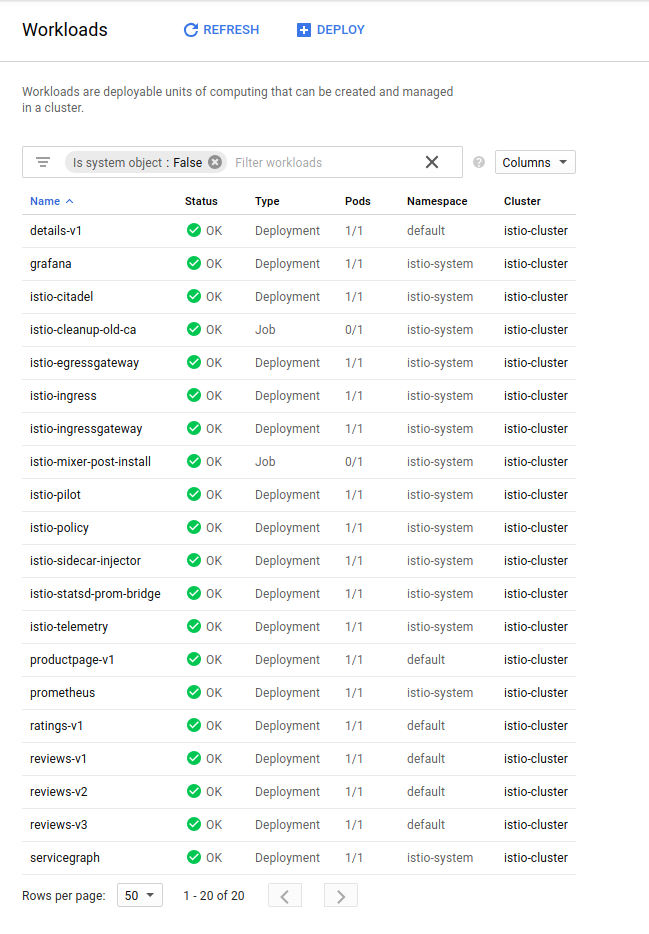 Workloads REFRESH DEPLOY
Workloads are deployable units of computing that can be created and managed
in a cluster.
Is system object : False Filter workloads ? Columns
Name Status Type Pods Namespace Cluster
details-v1 OK Deployment 1/1 default istio-cluster
grafana OK Deployment 1/1 istio-system istio-cluster
istio-citadel OK Deployment 1/1 istio-system istio-cluster
istio-cleanup-old-ca OK Job 0/1 istio-system istio-cluster
istio-egressgateway OK Deployment 1/1 istio-system istio-cluster
istio-ingress OK Deployment 1/1 istio-system istio-cluster
istio-ingressgateway OK Deployment 1/1 istio-system istio-cluster
istio-mixer-post-install OK Job 0/1 istio-system istio-cluster
istio-pilot OK Deployment 1/1 istio-system istio-cluster
istio-policy OK Deployment 1/1 istio-system istio-cluster
istio-sidecar-injector OK Deployment 1/1 istio-system istio-cluster
istio-statsd-prom-bridge OK Deployment 1/1 istio-system istio-cluster
istio-telemetry OK Deployment 1/1 istio-system istio-cluster
productpage-v1 OK Deployment 1/1 default istio-cluster
prometheus OK Deployment 1/1 istio-system istio-cluster
ratings-v1 OK Deployment 1/1 default istio-cluster
reviews-v1 OK Deployment 1/1 default istio-cluster
reviews-v2 OK Deployment 1/1 default istio-cluster
reviews-v3 OK Deployment 1/1 default istio-cluster
servicegraph OK Deployment 1/1 istio-system istio-cluster
Rows per page: 50 1 - 20 of 20